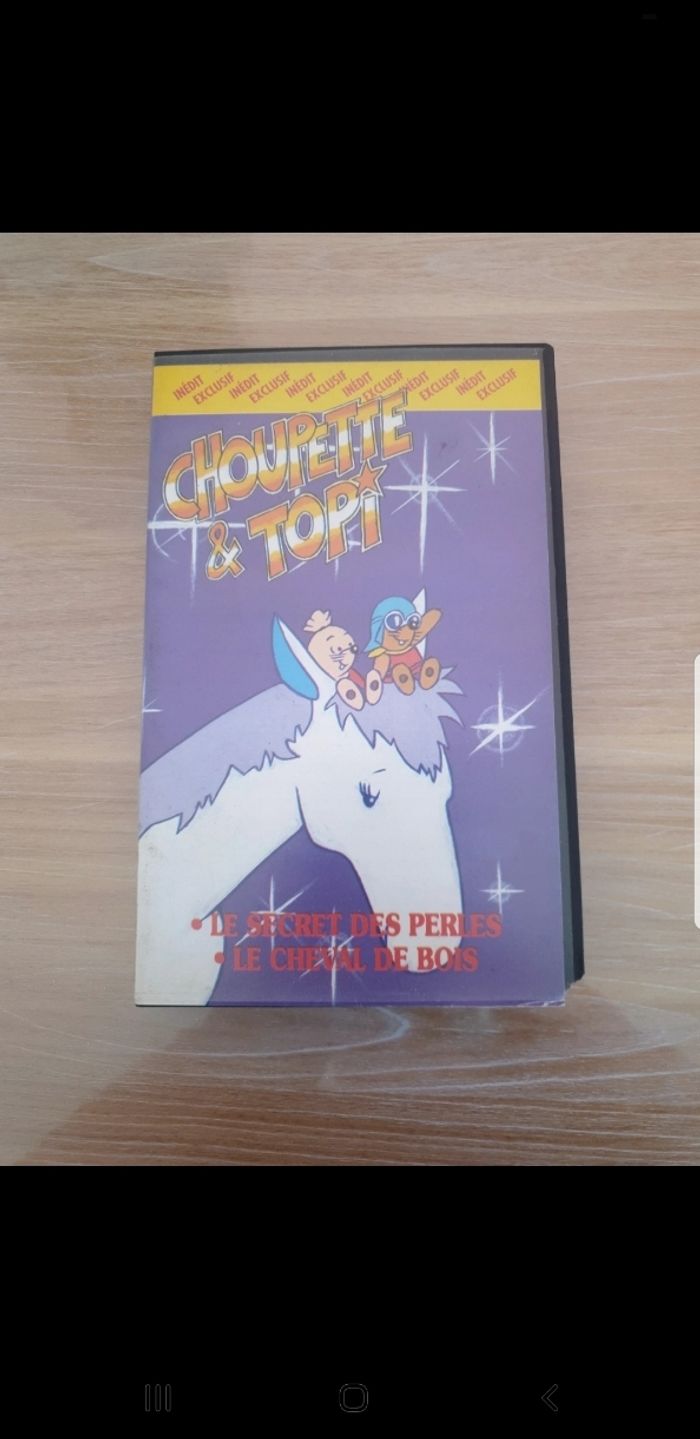 INÉDIT EXCLUSIF INÉDIT EXCLUSIF INÉDIT EXCLUSIF INÉDIT EXCLUSIF INÉDIT EXCLUSIF INÉDIT EXCLUSIF
CHOUPETTE
& TOPI
• LE SECRET DES PERLES
• LE CHEVAL DE BOIS